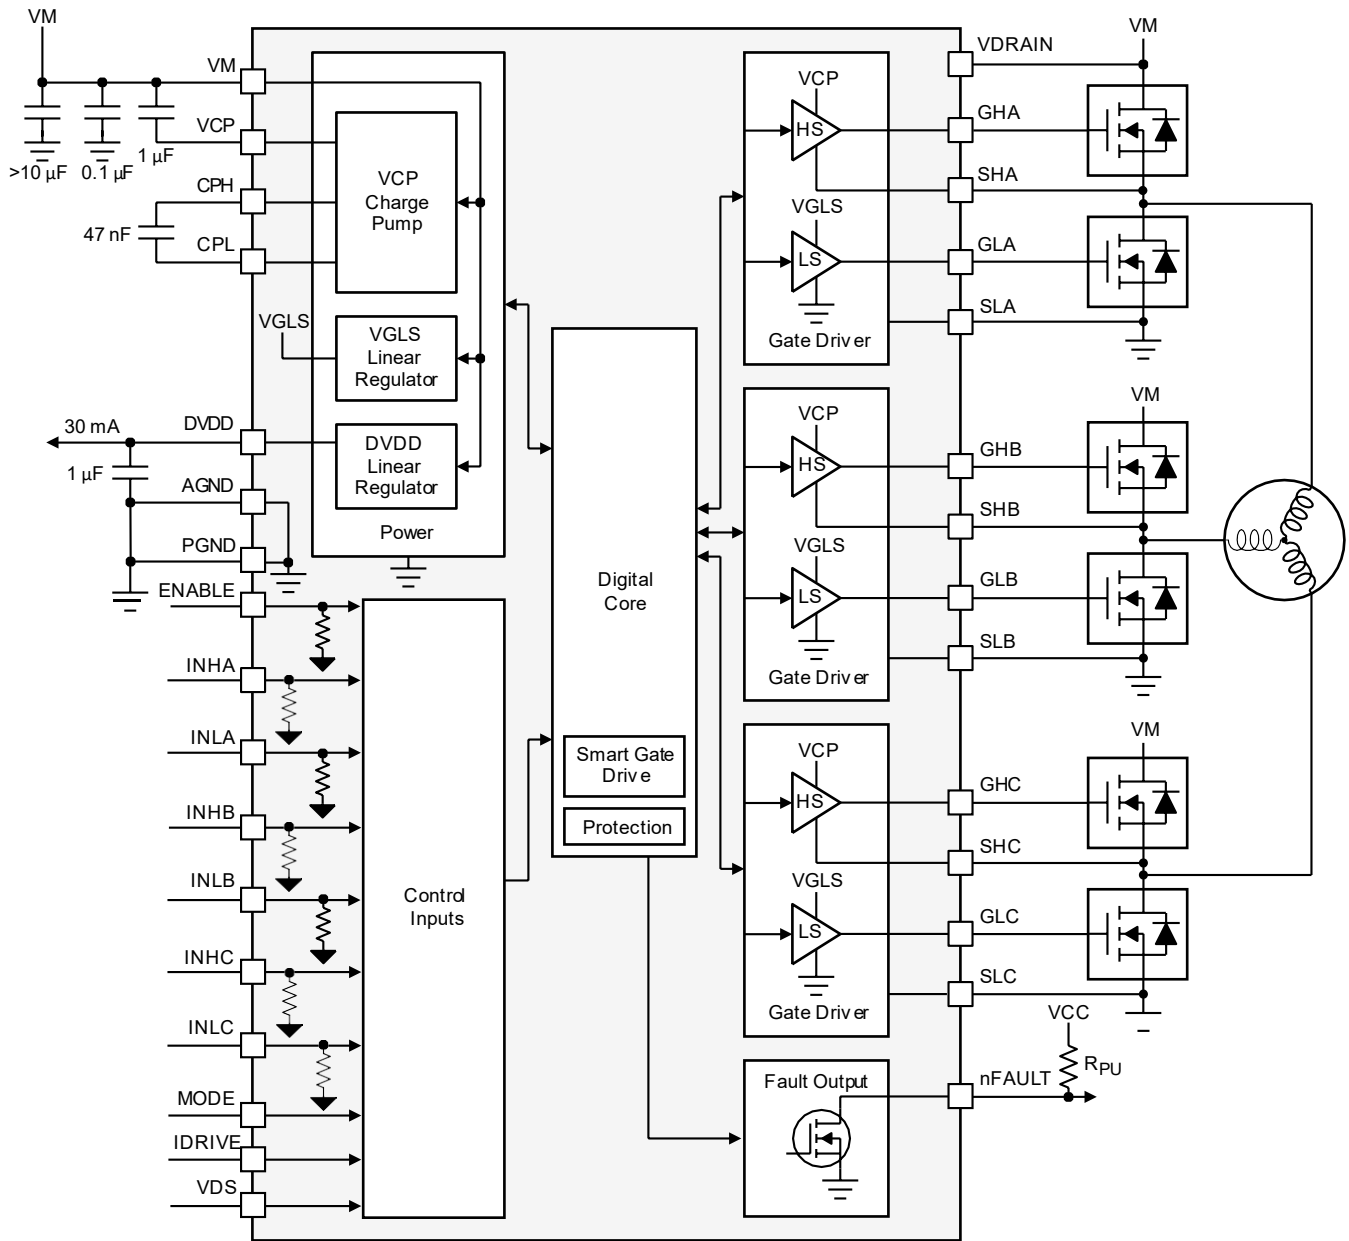 VM
VM
VCP
>10 µF
0.1 µF
1 µF
CPH
47 nF
CPL
VCP
Charge
Pump
VGLS
VGLS
Linear
Regulator
30 mA
DVDD
1 µF
DVDD
Linear
Regulator
AGND
PGND
Power
ENABLE
INHA
INLA
INHB
INLB
INHC
INLC
MODE
IDRIVE
VDS
Control
Inputs
Digital
Core
Smart Gate
Drive
Protection
VCP
HS
VGLS
LS
Gate Driver
VCP
HS
VGLS
LS
Gate Driver
VCP
HS
VGLS
LS
Gate Driver
Fault Output
VDRAIN
VM
GHA
SHA
GLA
SLA
VM
GHB
SHB
GLB
SLB
VM
GHC
SHC
GLC
SLC
VCC
RPU
nFAULT